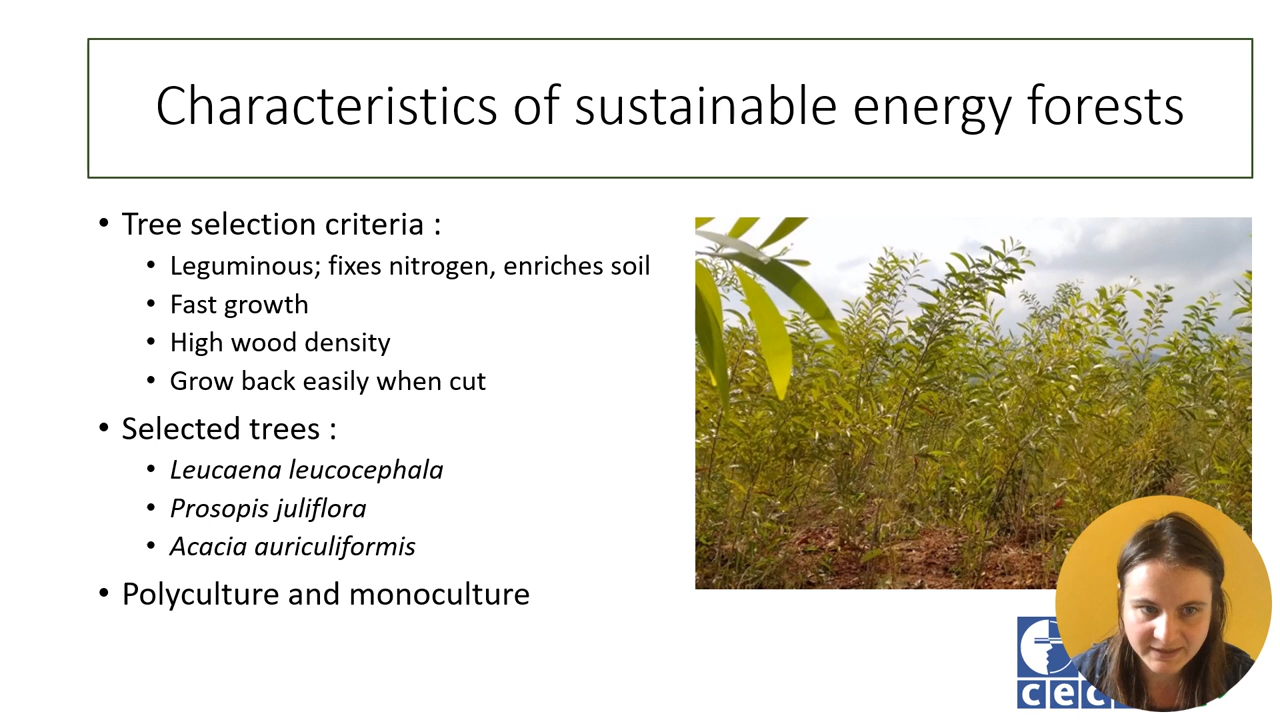 Characteristics of sustainable energy forests
• Tree selection criteria :
• Leguminous; fixes nitrogen, enriches soil
• Fast growth
• High wood density
• Grow back easily when cut
• Selected trees :
• Leucaena leucocephala
• Prosopis juliflora
• Acacia auriculiformis
• Polyculture and monoculture
cec